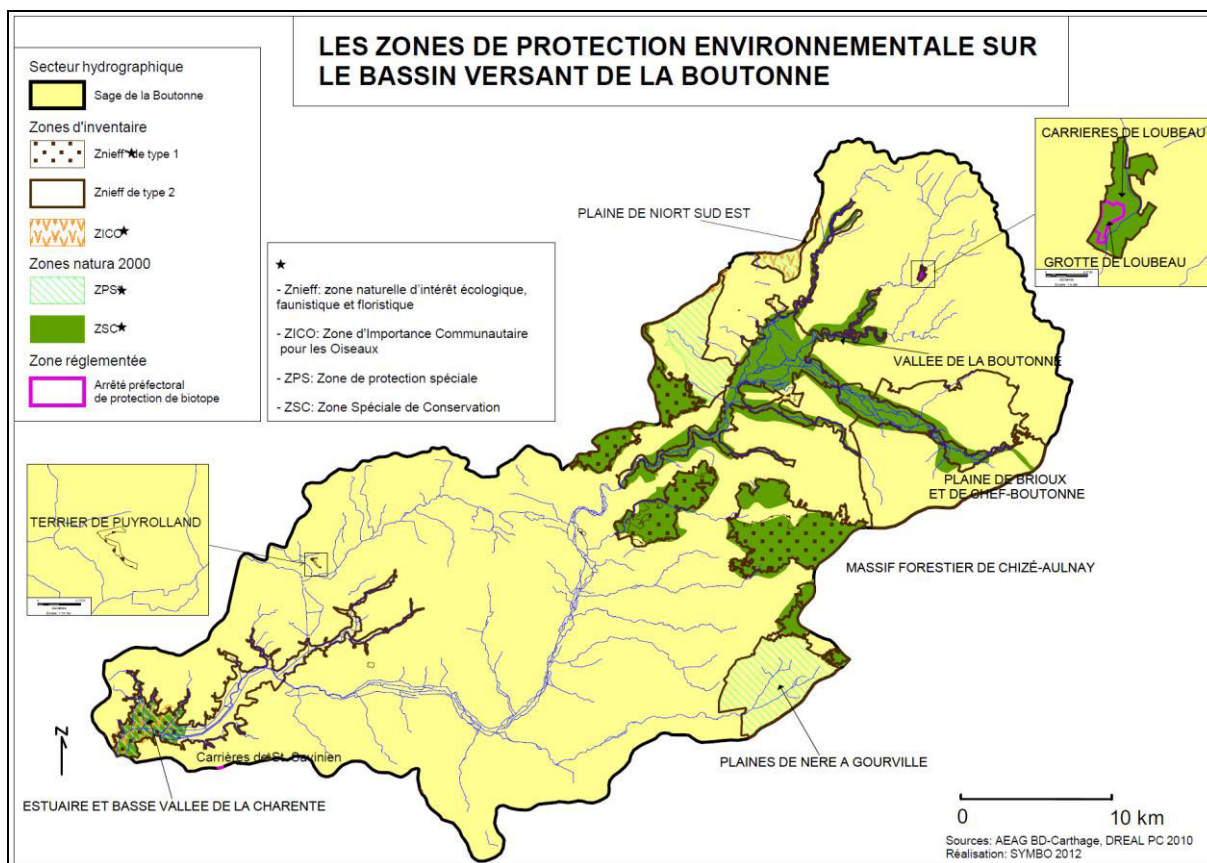 LES ZONES DE PROTECTION ENVIRONNEMENTALE SUR
LE BASSIN VERSANT DE LA BOUTONNE
Secteur hydrographique
Sage de la Boutonne
Zones d'inventaire
Znieff de type 1
Znieff de type 2
ZICO★
Zones natura 2000
ZPS★
ZSC★
Zone réglementée
Arrêté préfectoral
de protection de biotope
★
- Znieff: zone naturelle d'intérêt écologique,
faunistique et floristique
- ZICO: Zone d'Importance Communautaire
pour les Oiseaux
- ZPS: Zone de protection spéciale
- ZSC: Zone Spéciale de Conservation
CARRIERES DE LOUBEAU
GROTTE DE LOUBEAU
PLAINE DE NIORT SUD EST
VALLEE DE LA BOUTONNE
PLAINE DE BRIOUX
ET DE CHEF-BOUTONNE
MASSIF FORESTIER DE CHIZÉ-AULNAY
TERRIER DE PUYROLLAND
Carrières de St. Savinien
PLAINES DE NERE A GOURVILLE
ESTUAIRE ET BASSE VALLEE DE LA CHARENTE
N
0 10 km
Sources: AEAG BD-Carthage, DREAL PC 2010
Réalisation: SYMBO 2012